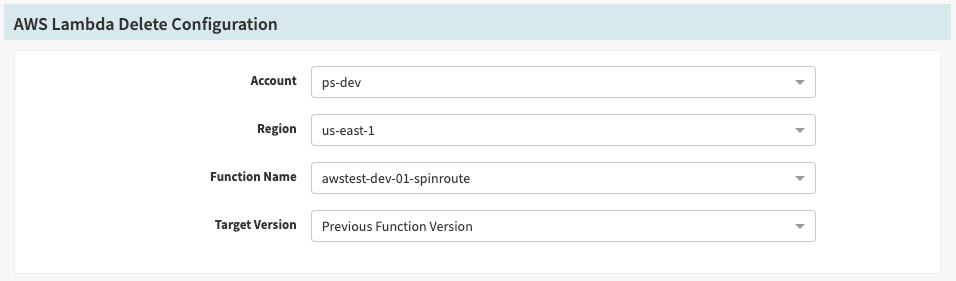 AWS Lambda Delete Configuration
Account ps-dev
Region us-east-1
Function Name awstest-dev-01-spinroute
Target Version Previous Function Version